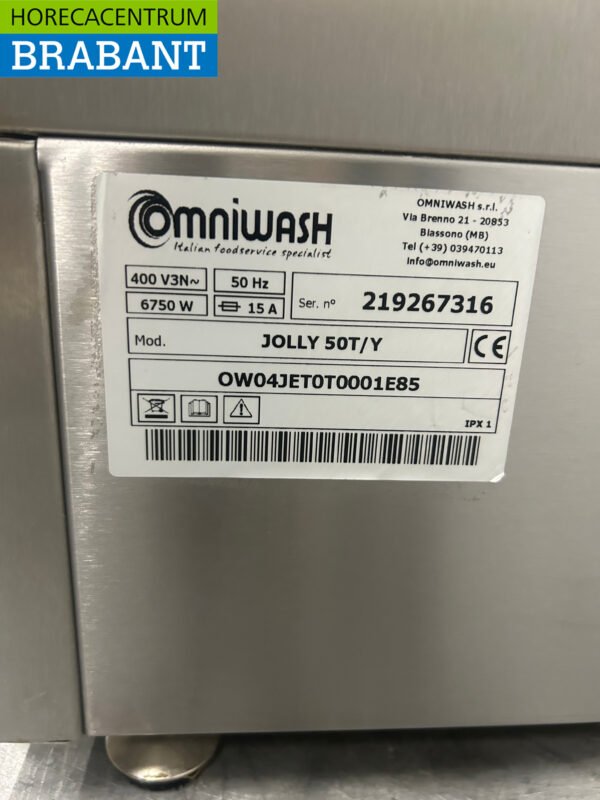 HORECACENTRUM
BRABANT
Omniwash
Italian foodservice specialist
OMNIWASH s.r.l.
Via Brenno 21 - 20853
Biassono (MB)
Tel (+39) 039470113
info@omniwash.eu
400 V3N~
50 Hz
6750 W
15 A
Ser. n° 219267316
Mod. JOLLY 50T/Y
CE
OW04JET0T0001E85
IPX 1